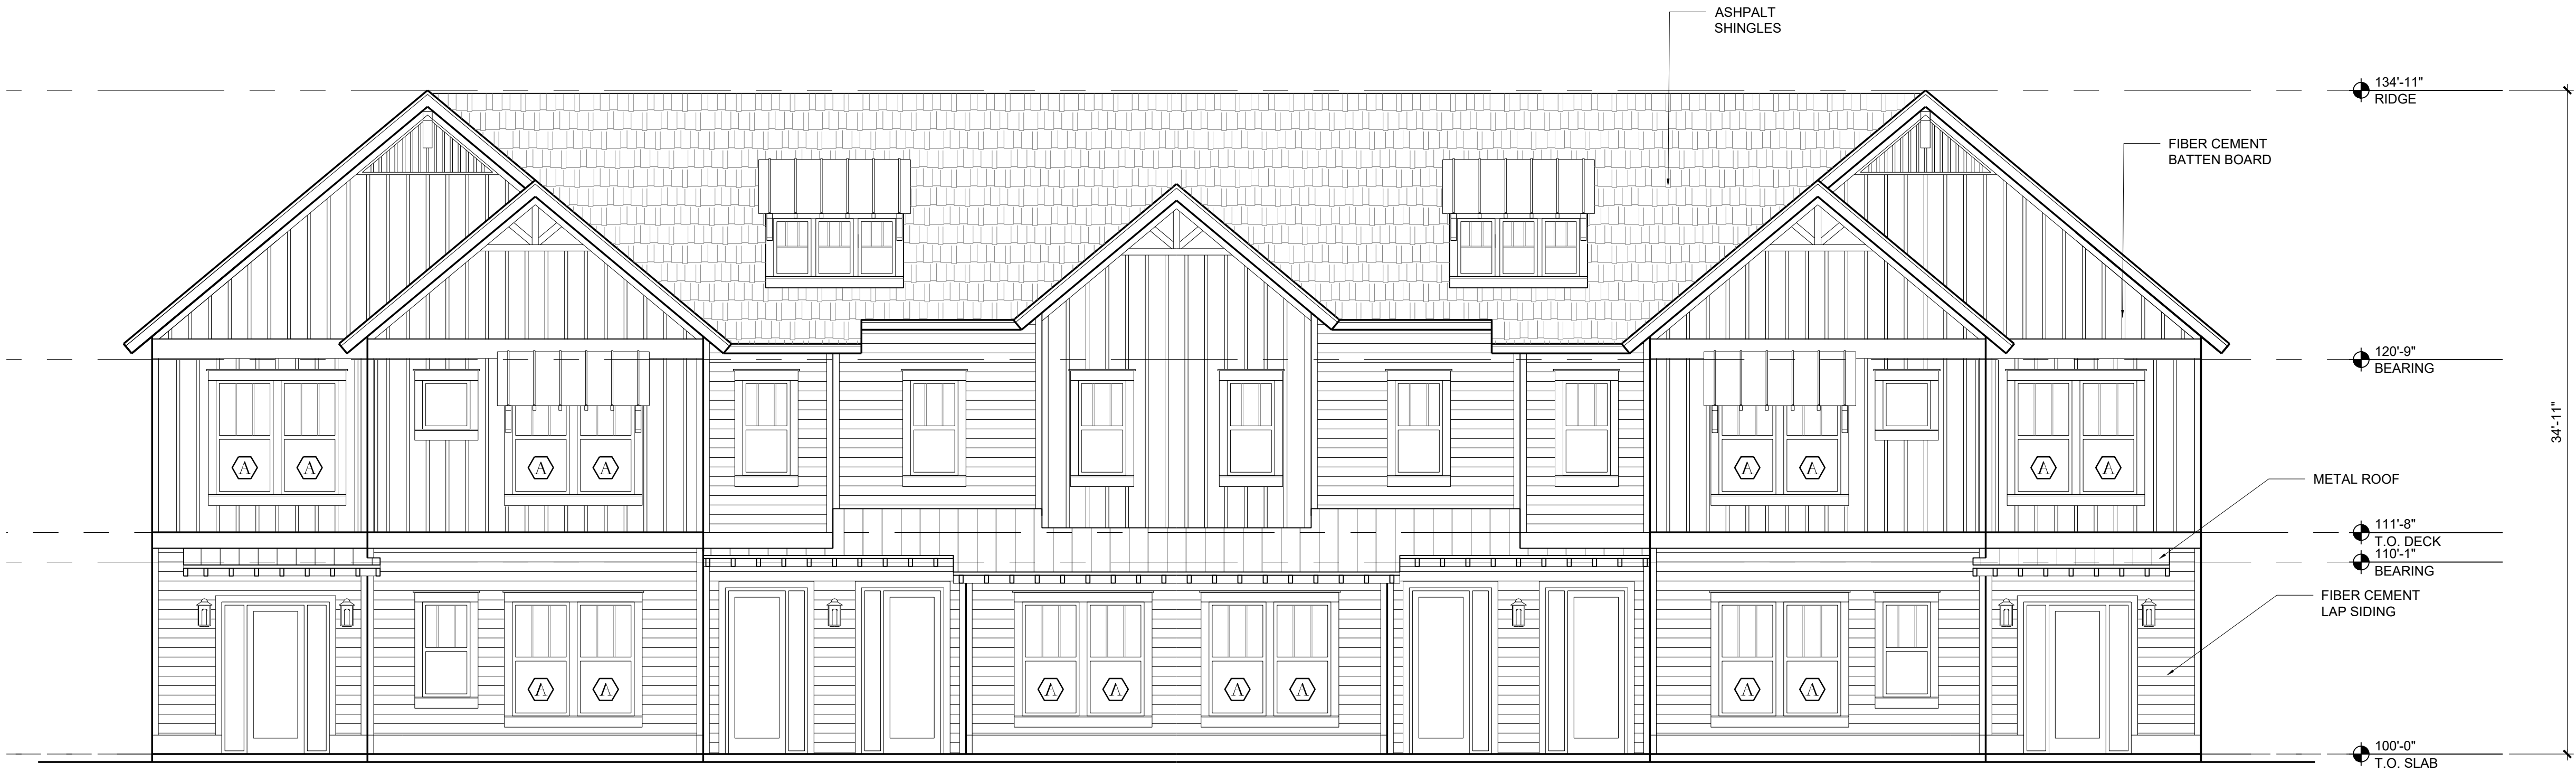 ASHPALT
SHINGLES
134'-11"
RIDGE
FIBER CEMENT
BATTEN BOARD
120'-9"
BEARING
34'-11"
A A A A A A A A
METAL ROOF
111'-8"
T.O. DECK
110'-1"
BEARING
FIBER CEMENT
LAP SIDING
A A A A A A A A
100'-0"
T.O. SLAB